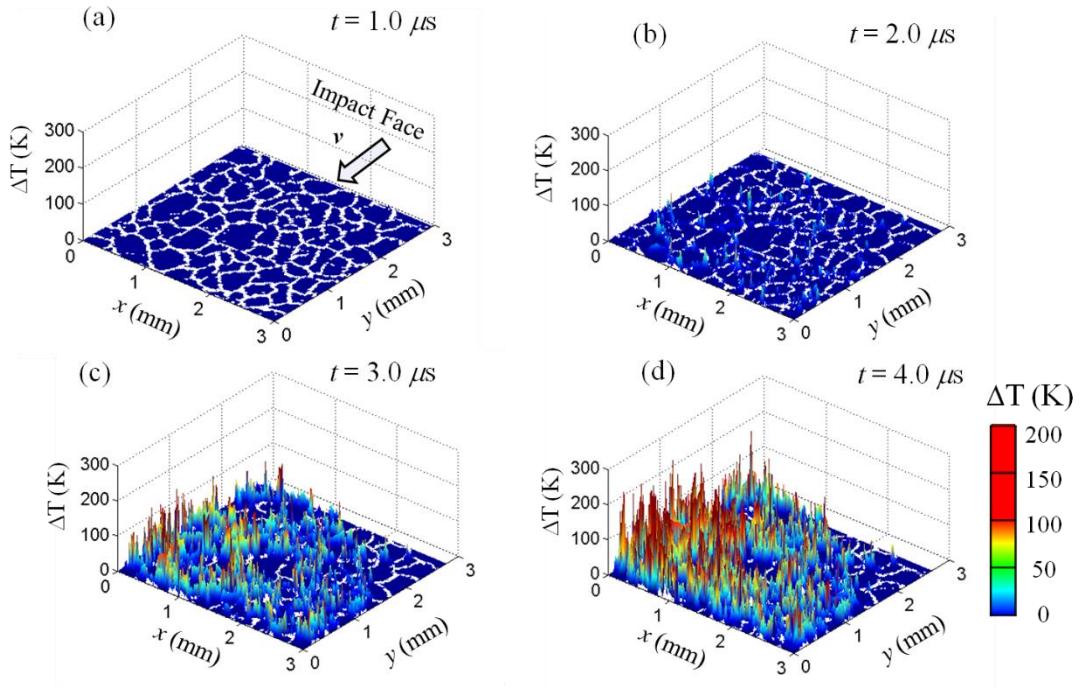 (a)
t = 1.0 μs
Impact Face
v
300
200
100
0
ΔT (K)
0
1
2
3
x (mm)
0
1
2
3
y (mm)
(b)
t = 2.0 μs
300
200
100
0
ΔT (K)
0
1
2
3
x (mm)
0
1
2
3
y (mm)
(c)
t = 3.0 μs
300
200
100
0
ΔT (K)
0
1
2
3
x (mm)
0
1
2
3
y (mm)
(d)
t = 4.0 μs
300
200
100
0
ΔT (K)
0
1
2
3
x (mm)
0
1
2
3
y (mm)
ΔT (K)
200
150
100
50
0